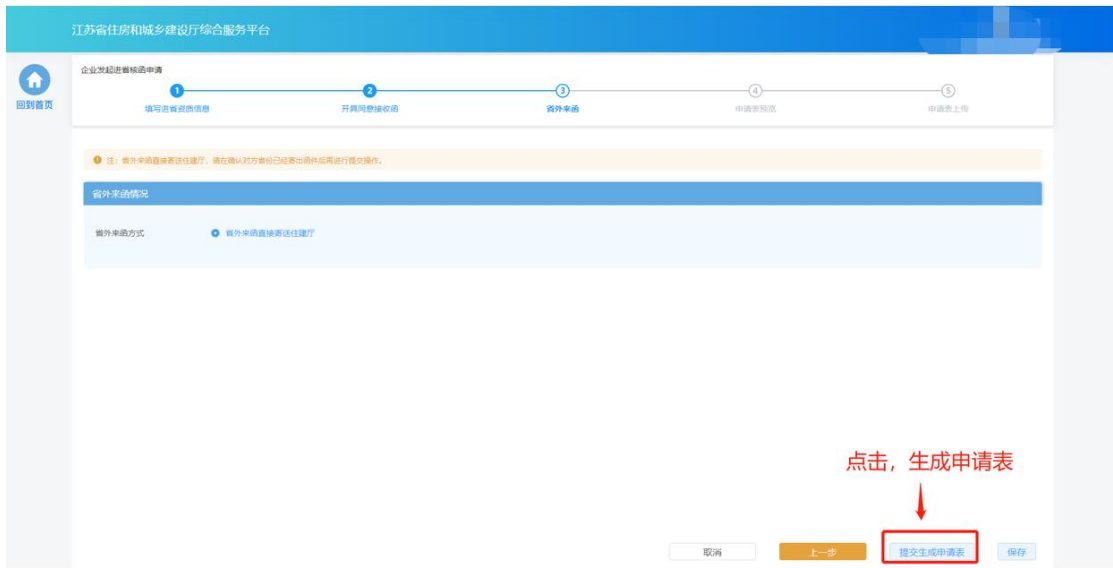 江苏省住房和城乡建设厅综合服务平台
回到首页
企业发起进省核函申请
1 2 3 4 5
填写进省资质信息 开具同意接收函 省外来函 申请表预览 申请表上传
注：省外来函直接寄送住建厅，请在确认对方省份已经寄出函件后再进行提交操作。
省外来函情况
省外来函方式 省外来函直接寄送住建厅
点击，生成申请表
取消 上一步 提交生成申请表 保存